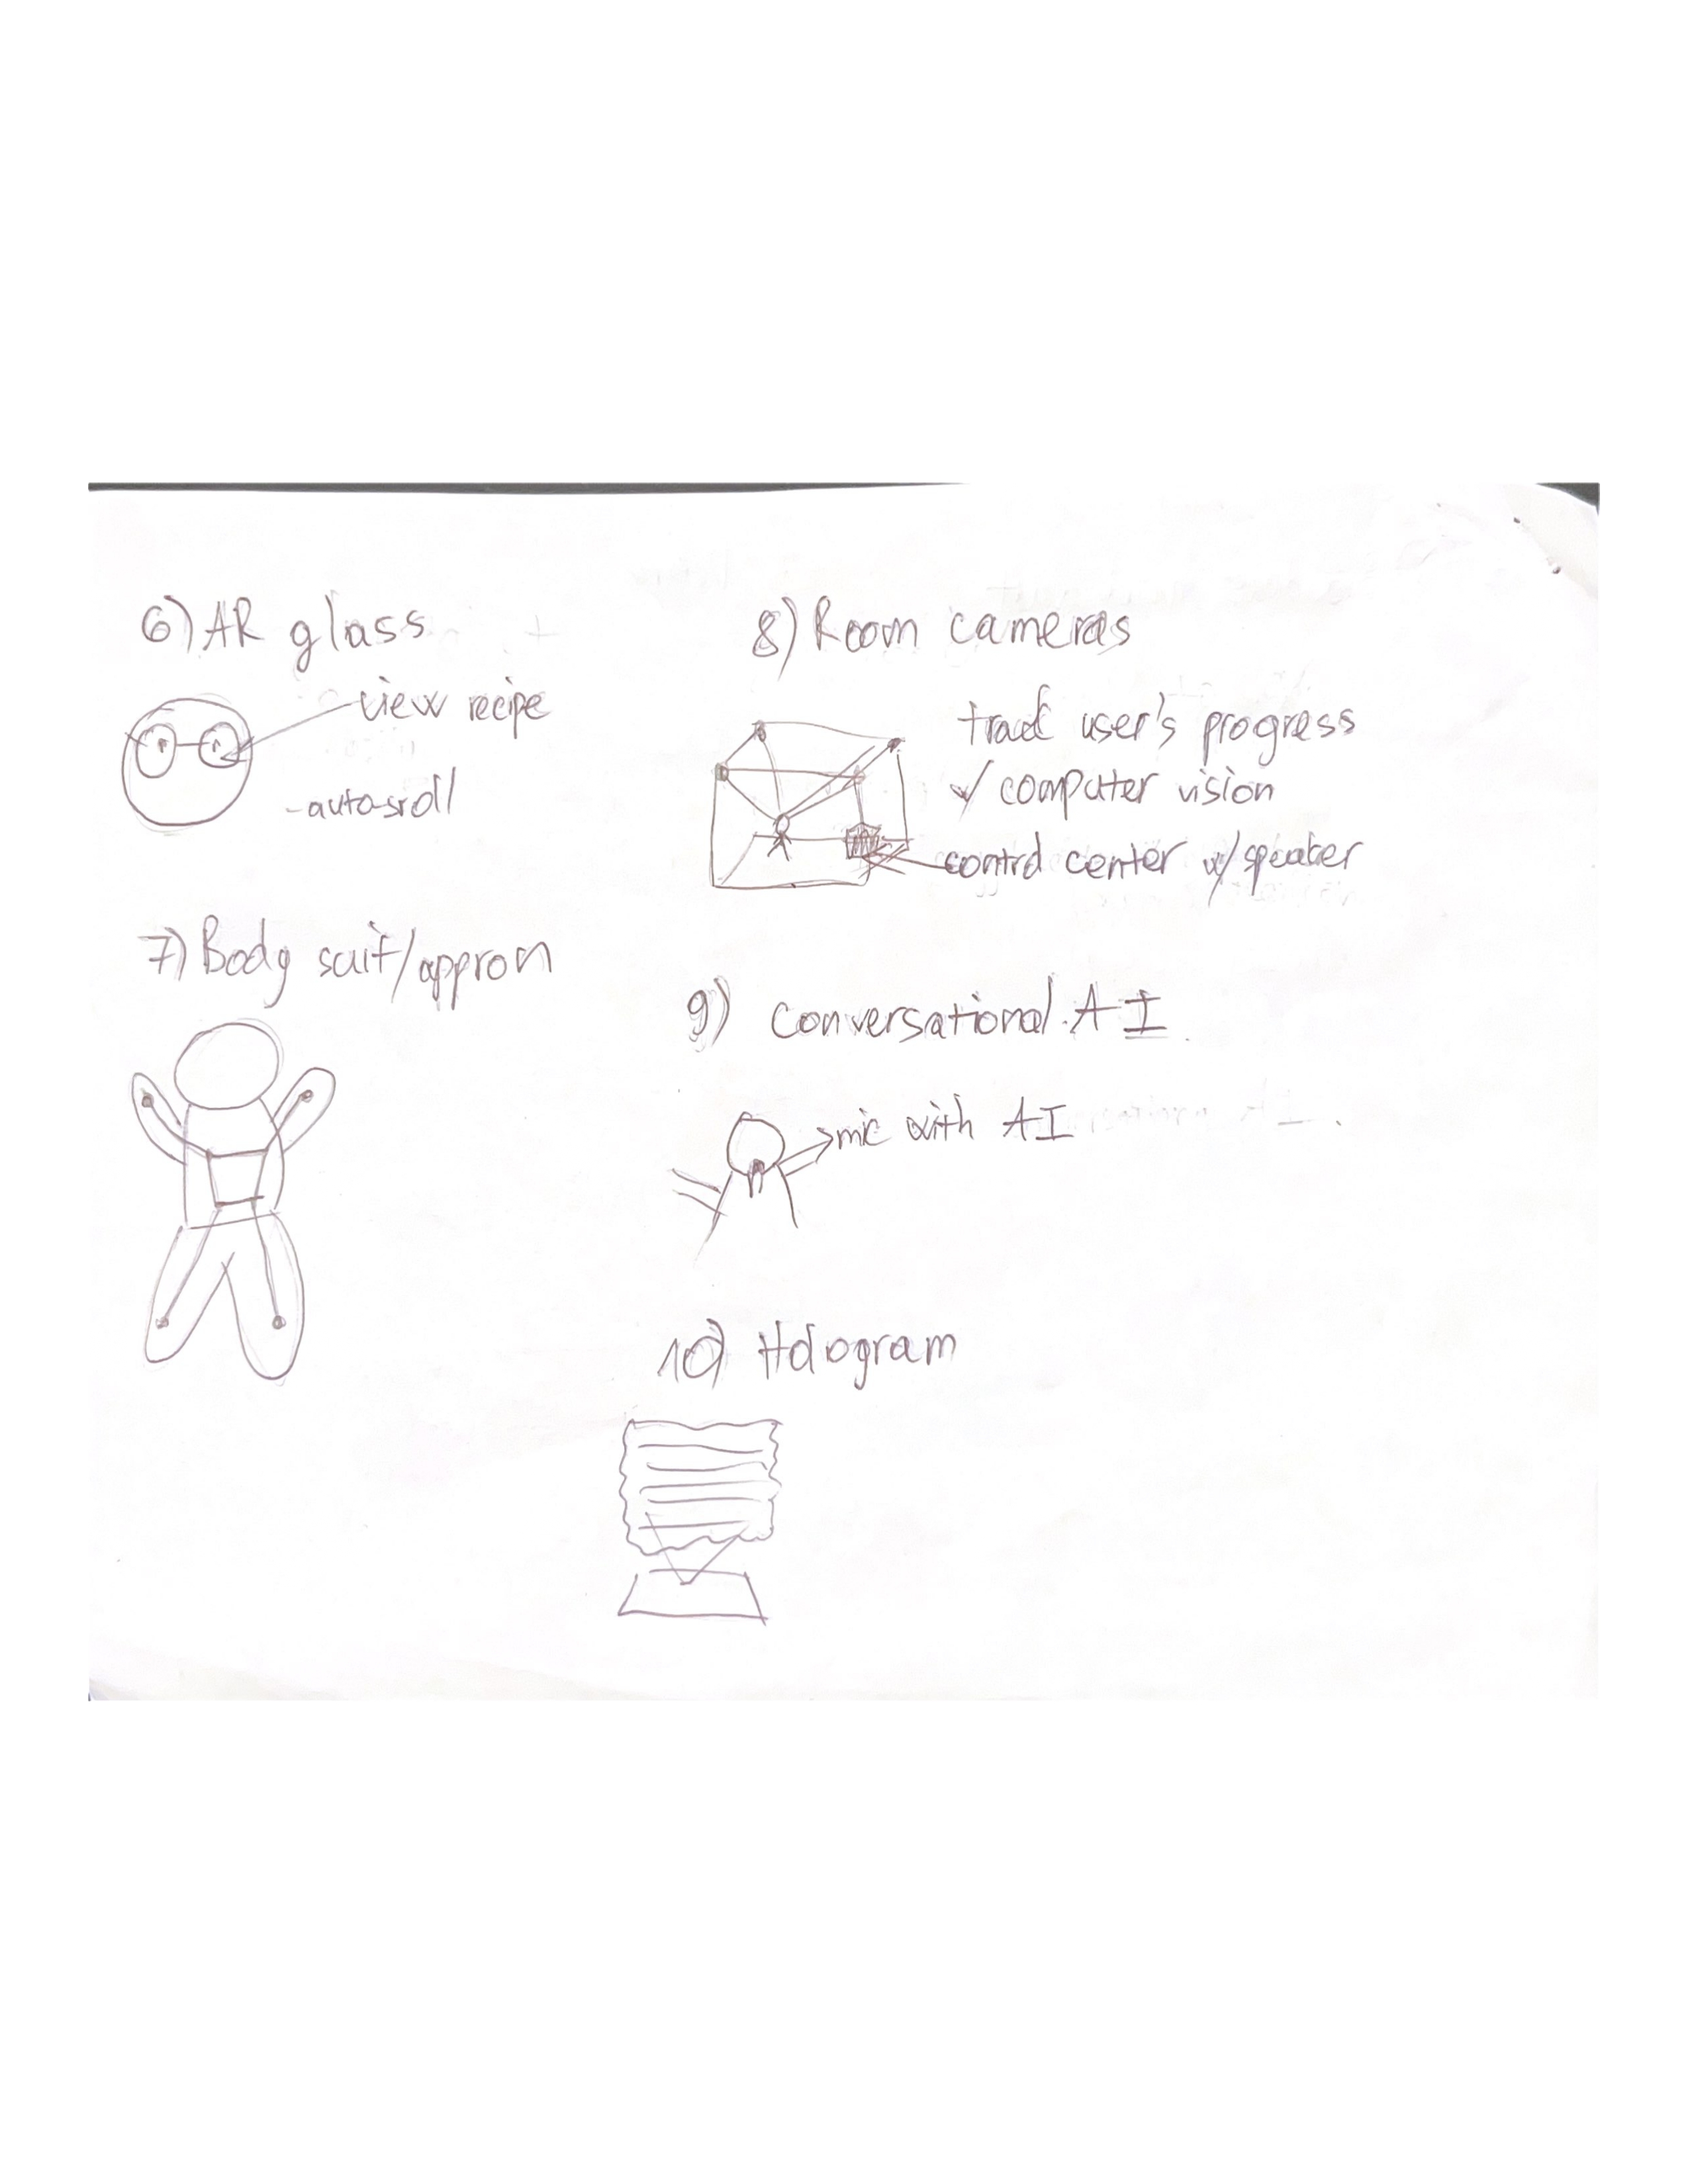 6) AR glass
view recipe
-auto-sroll
7) Body suit/appron
8) Room cameras
track user's progress
w/ computer vision
control center w/ speaker
9) Conversational AI.
mic with AI
10) Hologram